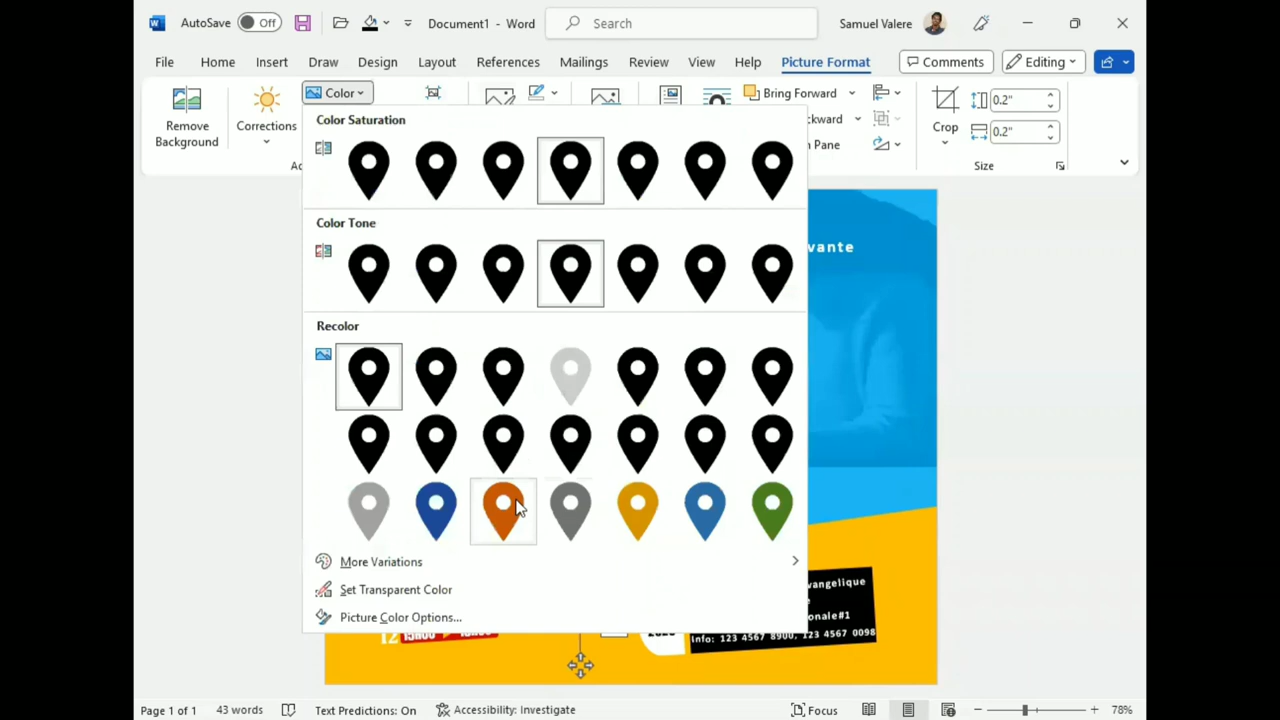 AutoSave Off Document1 - Word Search Samuel Valere
File Home Insert Draw Design Layout References Mailings Review View Help Picture Format Comments Editing
Remove Background
Corrections
Color
Bring Forward
Crop
0.2"
0.2"
Size
Color Saturation
Color Tone
Recolor
More Variations
Set Transparent Color
Picture Color Options...
vante
vangelique
e
onale#1
Info: 123 4567 8900, 123 4567 0098
12
Page 1 of 1 43 words Text Predictions: On Accessibility: Investigate Focus 78%